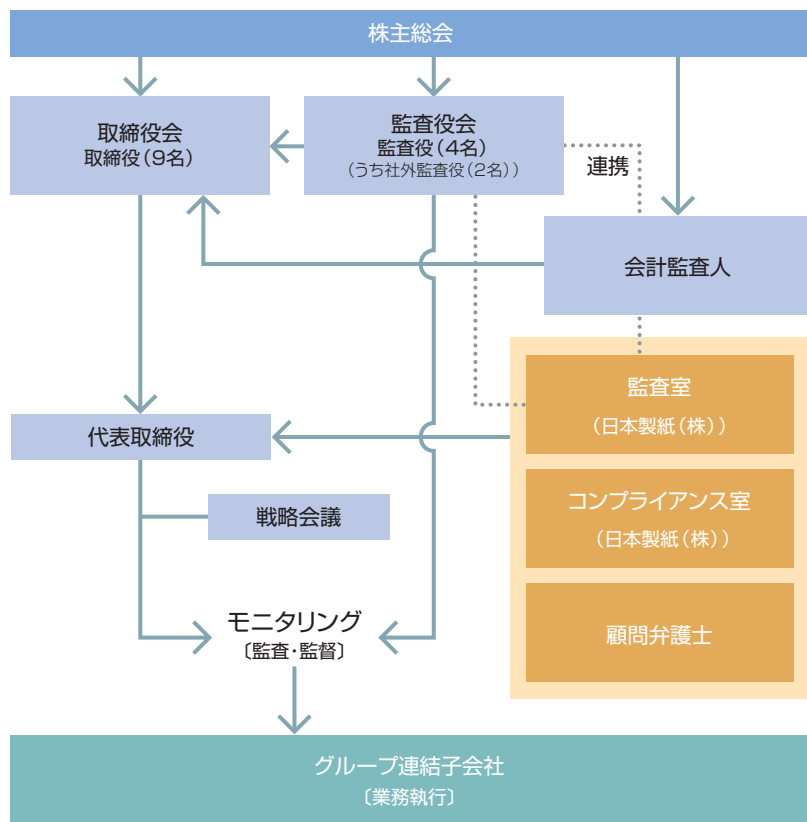 株主総会
取締役会
取締役(9名)
監査役会
監査役(4名)
(うち社外監査役(2名))
連携
会計監査人
監査室
(日本製紙(株))
代表取締役
コンプライアンス室
(日本製紙(株))
戦略会議
顧問弁護士
モニタリング
〔監査・監督〕
グループ連結子会社
〔業務執行〕